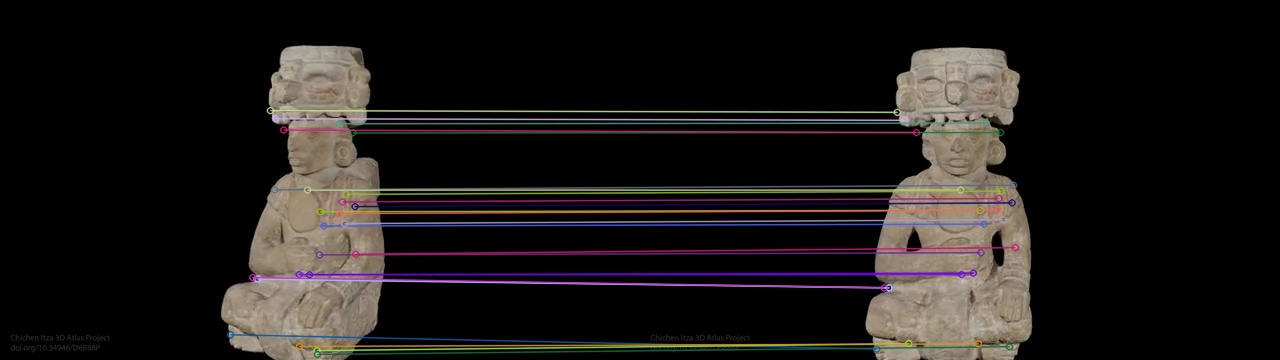 Chichen Itza 3D Atlas Project
doi.org/10.34946/D6888P
Chichen Itza 3D Atlas Project